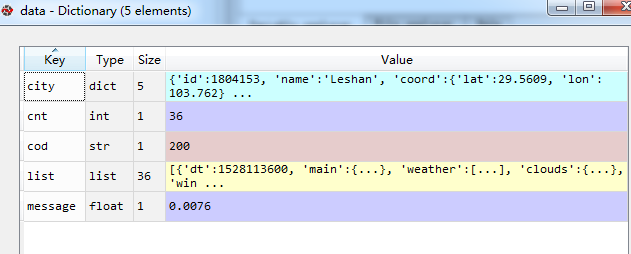 data - Dictionary (5 elements)
Key Type Size Value
city dict 5 {'id':1804153, 'name':'Leshan', 'coord':{'lat':29.5609, 'lon':
103.762} ...
cnt int 1 36
cod str 1 200
list list 36 [{'dt':1528113600, 'main':{...}, 'weather':[...], 'clouds':{...},
'win ...
message float 1 0.0076